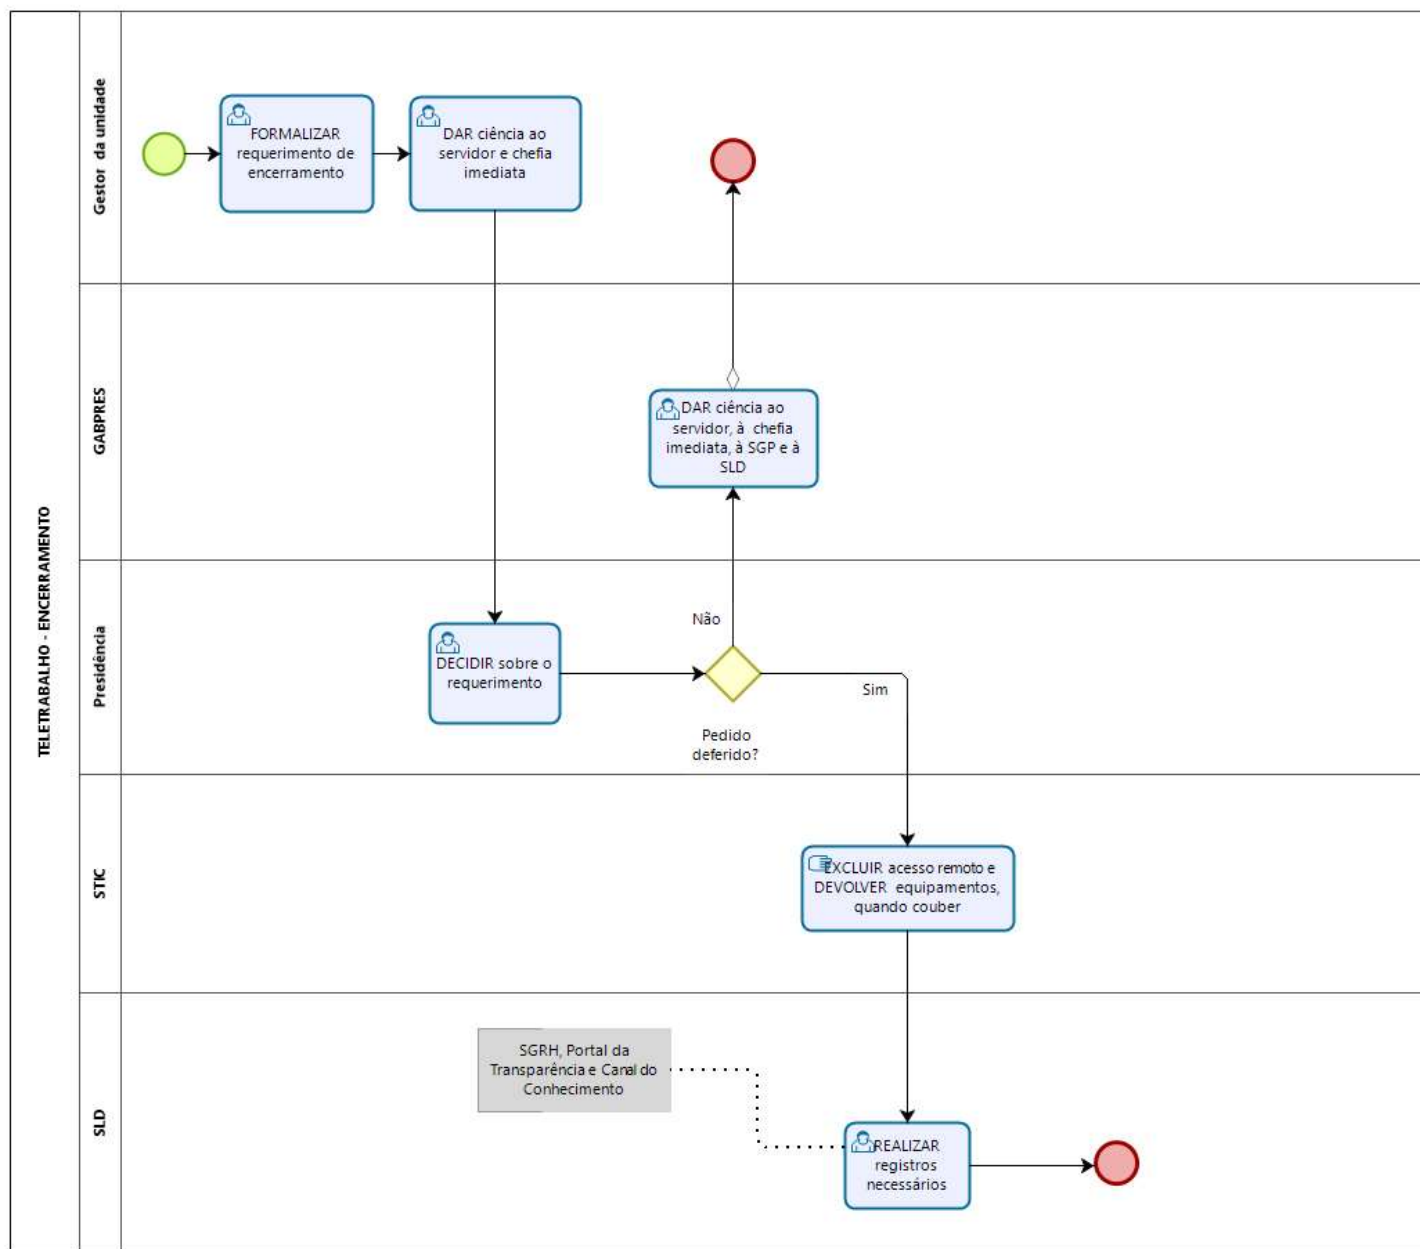 TELETRABALHO - ENCERRAMENTO
Gestor da unidade
FORMALIZAR
requerimento de
encerramento
DAR ciência ao
servidor e chefia
imediata
GABPRES
DAR ciência ao
servidor, à chefia
imediata, à SGP e à
SLD
Presidência
DECIDIR sobre o
requerimento
Não
Sim
Pedido
deferido?
STIC
EXCLUIR acesso remoto e
DEVOLVER equipamentos,
quando couber
SLD
SGRH, Portal da
Transparência e Canal do
Conhecimento
REALIZAR
registros
necessários